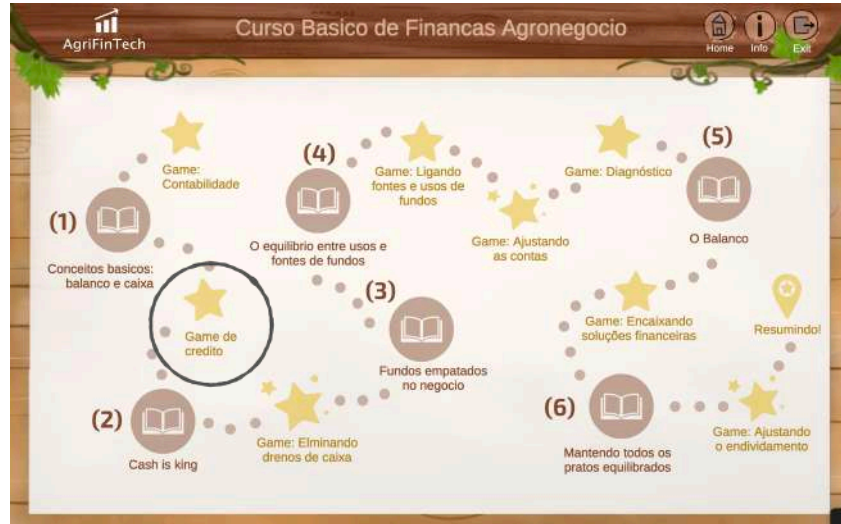 AgriFinTech
Curso Basico de Financas Agronegocio
Home
Info
Exit
Game:
Contabilidade
(1)
Conceitos basicos:
balanco e caixa
Game de
credito
(2)
Cash is king
Game: Elminando
drenos de caixa
(3)
Fundos empatados
no negocio
(4)
O equilibrio entre usos e
fontes de fundos
Game: Ligando
fontes e usos de
fundos
Game: Ajustando
as contas
Game: Diagnóstico
(5)
O Balanco
Game: Encaixando
soluções financeiras
(6)
Mantendo todos os
pratos equilibrados
Game: Ajustando
o endividamento
Resumindo!